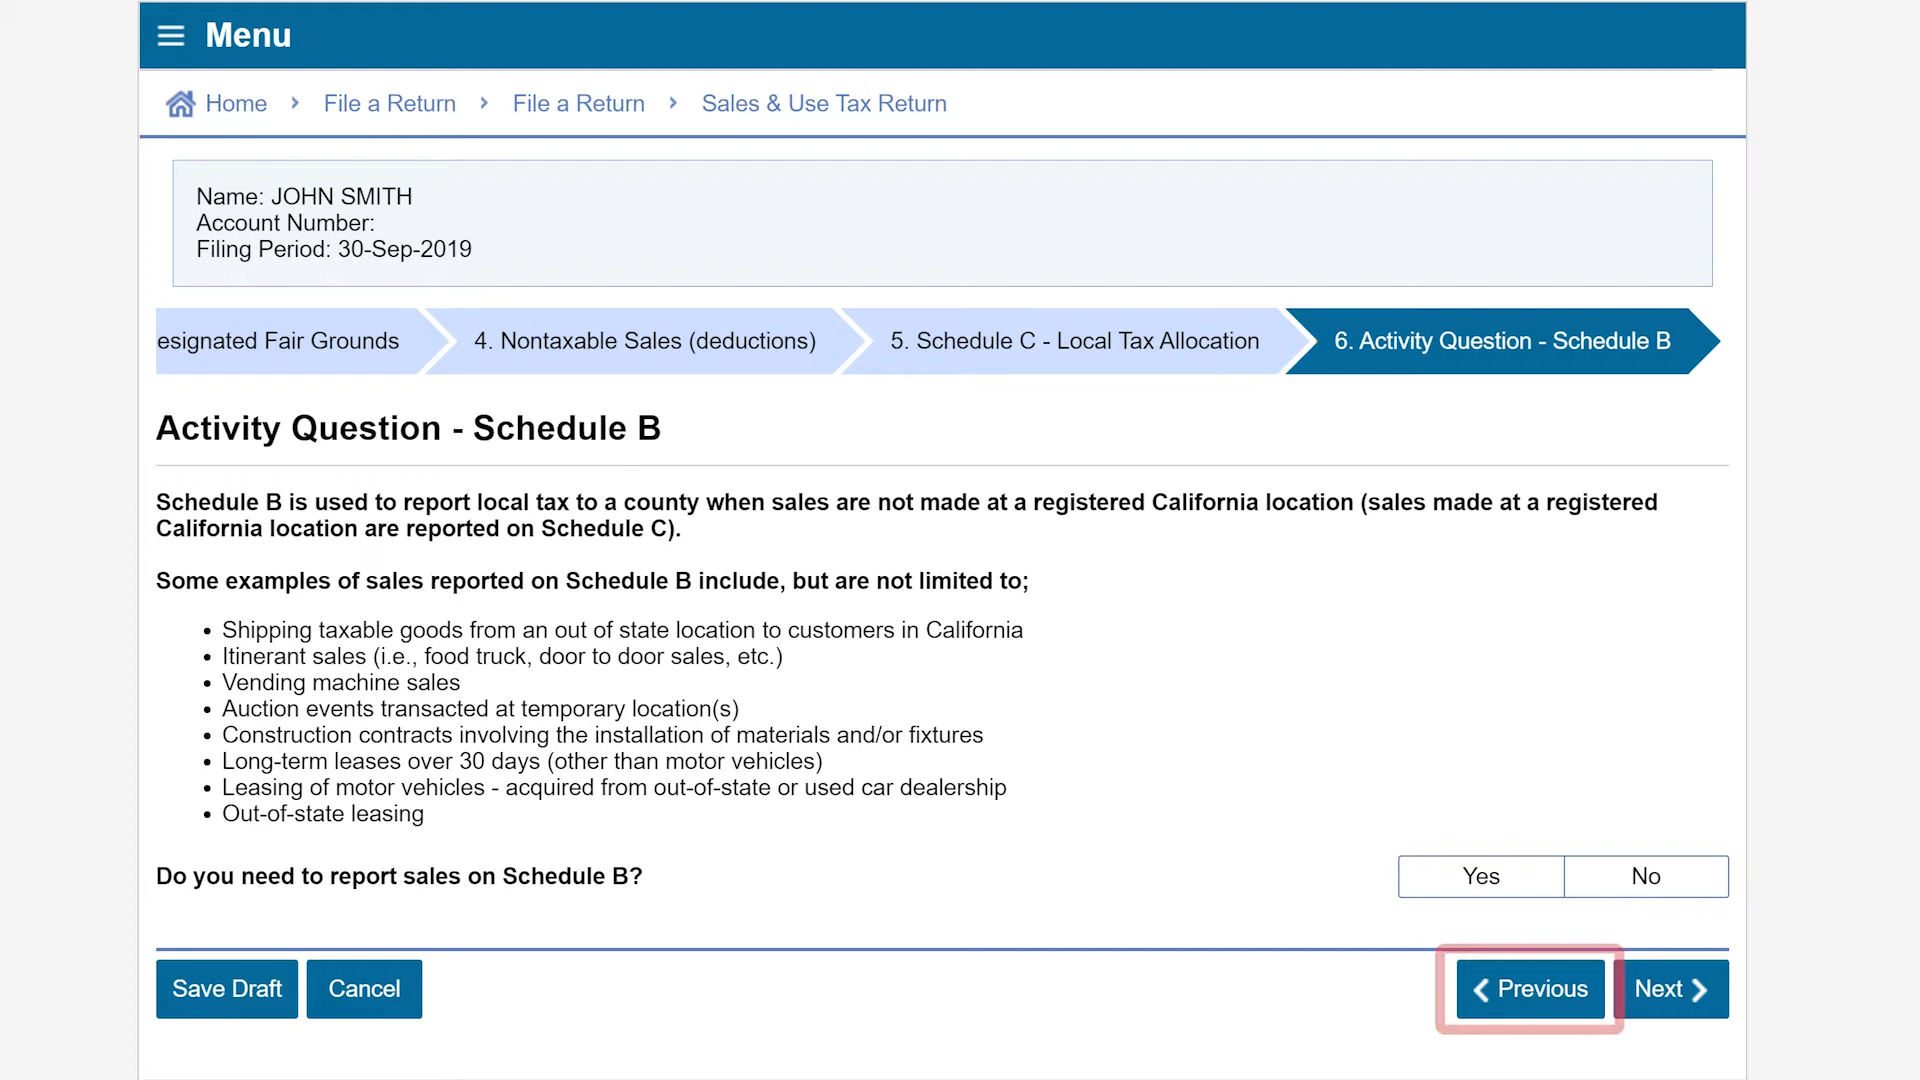 Menu
Home › File a Return › File a Return › Sales & Use Tax Return
Name: JOHN SMITH
Account Number:
Filing Period: 30-Sep-2019
esignated Fair Grounds
4. Nontaxable Sales (deductions)
5. Schedule C - Local Tax Allocation
6. Activity Question - Schedule B
Activity Question - Schedule B
Schedule B is used to report local tax to a county when sales are not made at a registered California location (sales made at a registered
California location are reported on Schedule C).
Some examples of sales reported on Schedule B include, but are not limited to;
• Shipping taxable goods from an out of state location to customers in California
• Itinerant sales (i.e., food truck, door to door sales, etc.)
• Vending machine sales
• Auction events transacted at temporary location(s)
• Construction contracts involving the installation of materials and/or fixtures
• Long-term leases over 30 days (other than motor vehicles)
• Leasing of motor vehicles - acquired from out-of-state or used car dealership
• Out-of-state leasing
Do you need to report sales on Schedule B?
Yes
No
Save Draft
Cancel
Previous
Next